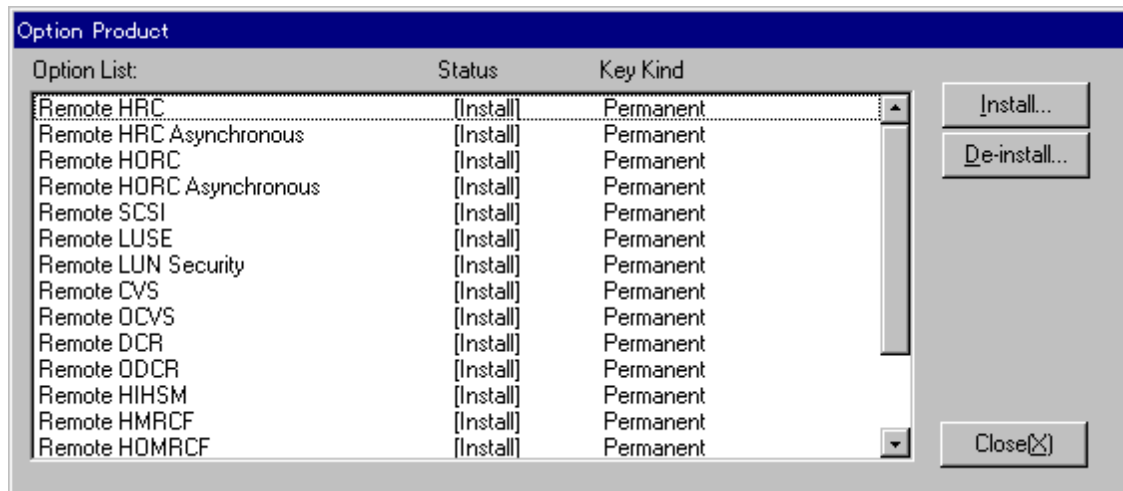 Option Product
Option List: Status Key Kind
Remote HRC [Install] Permanent
Remote HRC Asynchronous [Install] Permanent
Remote HORC [Install] Permanent
Remote HORC Asynchronous [Install] Permanent
Remote SCSI [Install] Permanent
Remote LUSE [Install] Permanent
Remote LUN Security [Install] Permanent
Remote CVS [Install] Permanent
Remote OCVS [Install] Permanent
Remote DCR [Install] Permanent
Remote ODCR [Install] Permanent
Remote HIHSM [Install] Permanent
Remote HMRCF [Install] Permanent
Remote HOMRCF [Install] Permanent
Install...
De-install...
Close(X)